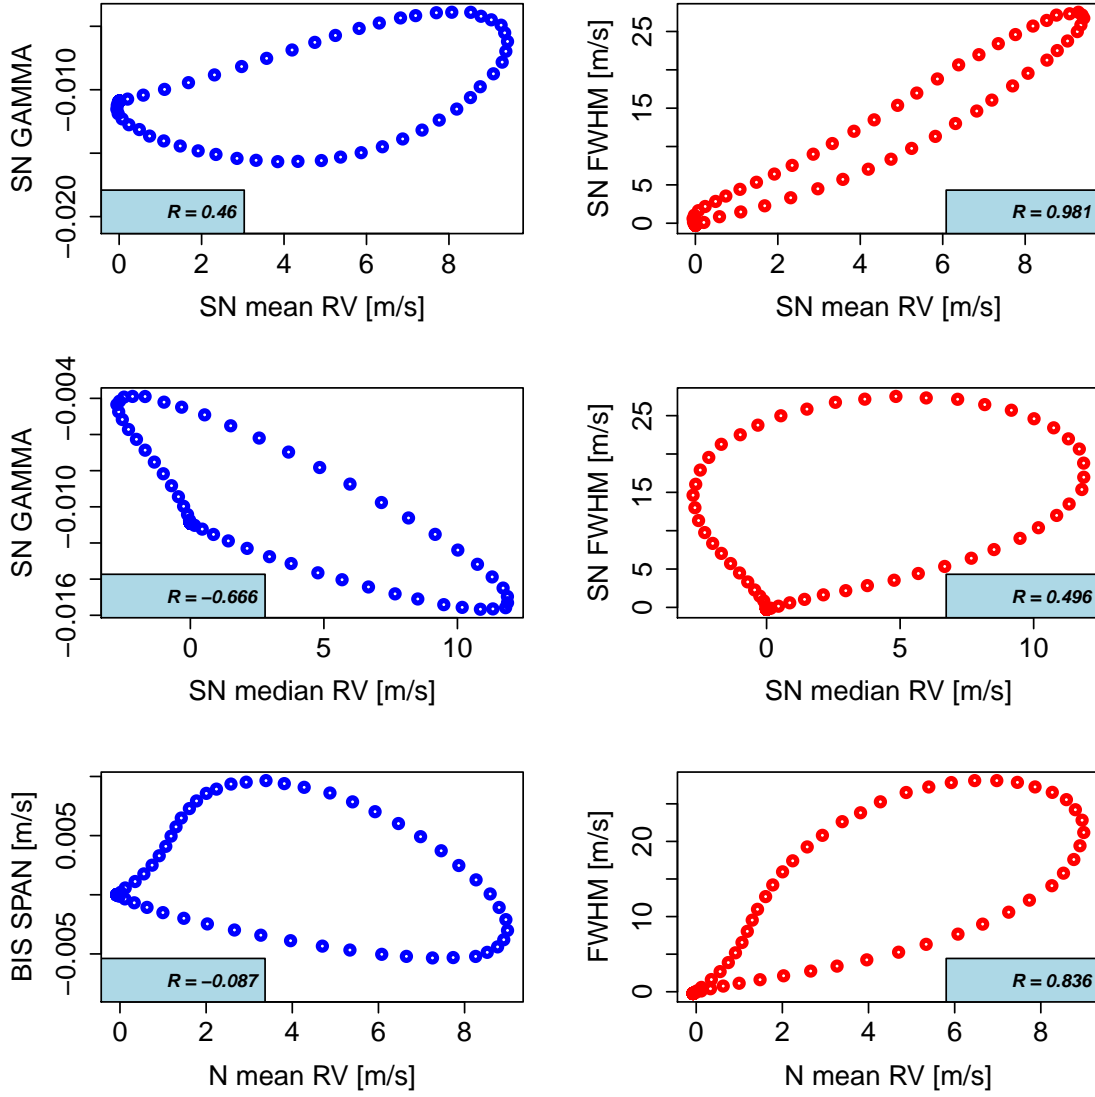 SN GAMMA
−0.020
−0.010
R = 0.46
0 2 4 6 8
SN mean RV [m/s]
SN FWHM [m/s]
0 5 15 25
R = 0.981
0 2 4 6 8
SN mean RV [m/s]
SN GAMMA
−0.016 −0.016 −0.010 −0.010 −0.004
R = −0.666
0 5 10
SN median RV [m/s]
SN FWHM [m/s]
0 5 15 25
R = 0.496
0 5 10
SN median RV [m/s]
BIS SPAN [m/s]
−0.005 0.005
R = −0.087
0 2 4 6 8
N mean RV [m/s]
FWHM [m/s]
0 10 20
R = 0.836
0 2 4 6 8
N mean RV [m/s]